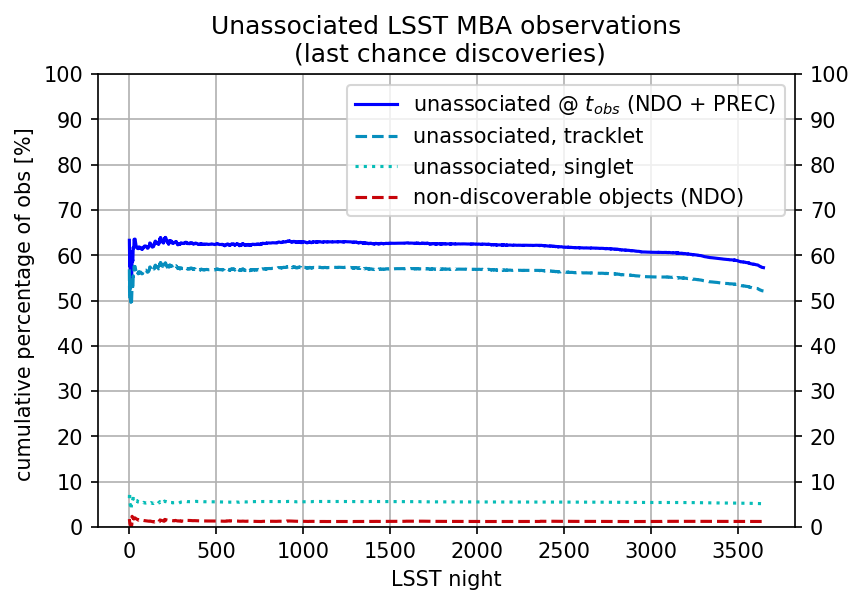 Unassociated LSST MBA observations
(last chance discoveries)
unassociated @ t_obs (NDO + PREC)
unassociated, tracklet
unassociated, singlet
non-discoverable objects (NDO)
cumulative percentage of obs [%]
100 100
90 90
80 80
70 70
60 60
50 50
40 40
30 30
20 20
10 10
0 0
0 500 1000 1500 2000 2500 3000 3500
LSST night